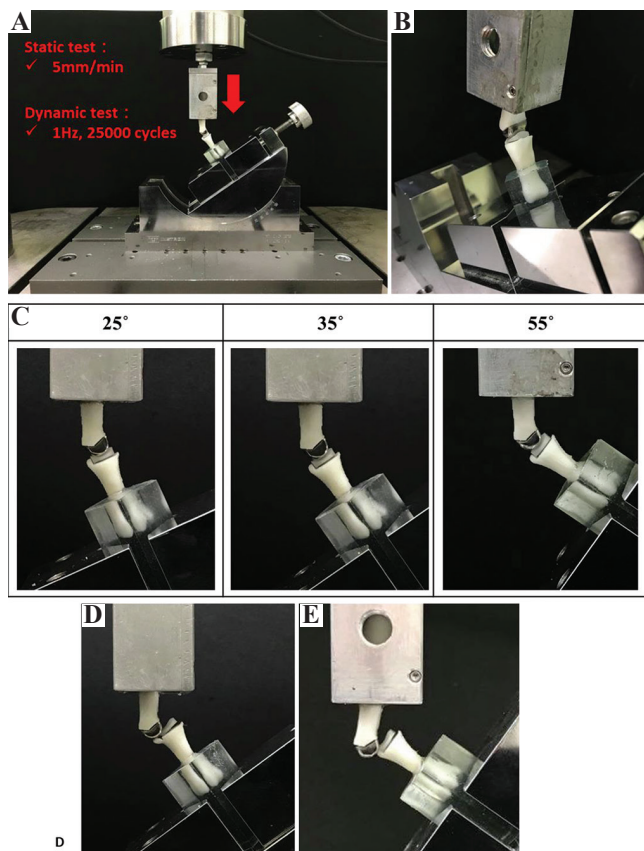 A
Static test :
✓ 5mm/min
Dynamic test :
✓ 1Hz, 25000 cycles
B
C
25°
35°
55°
D
E
D